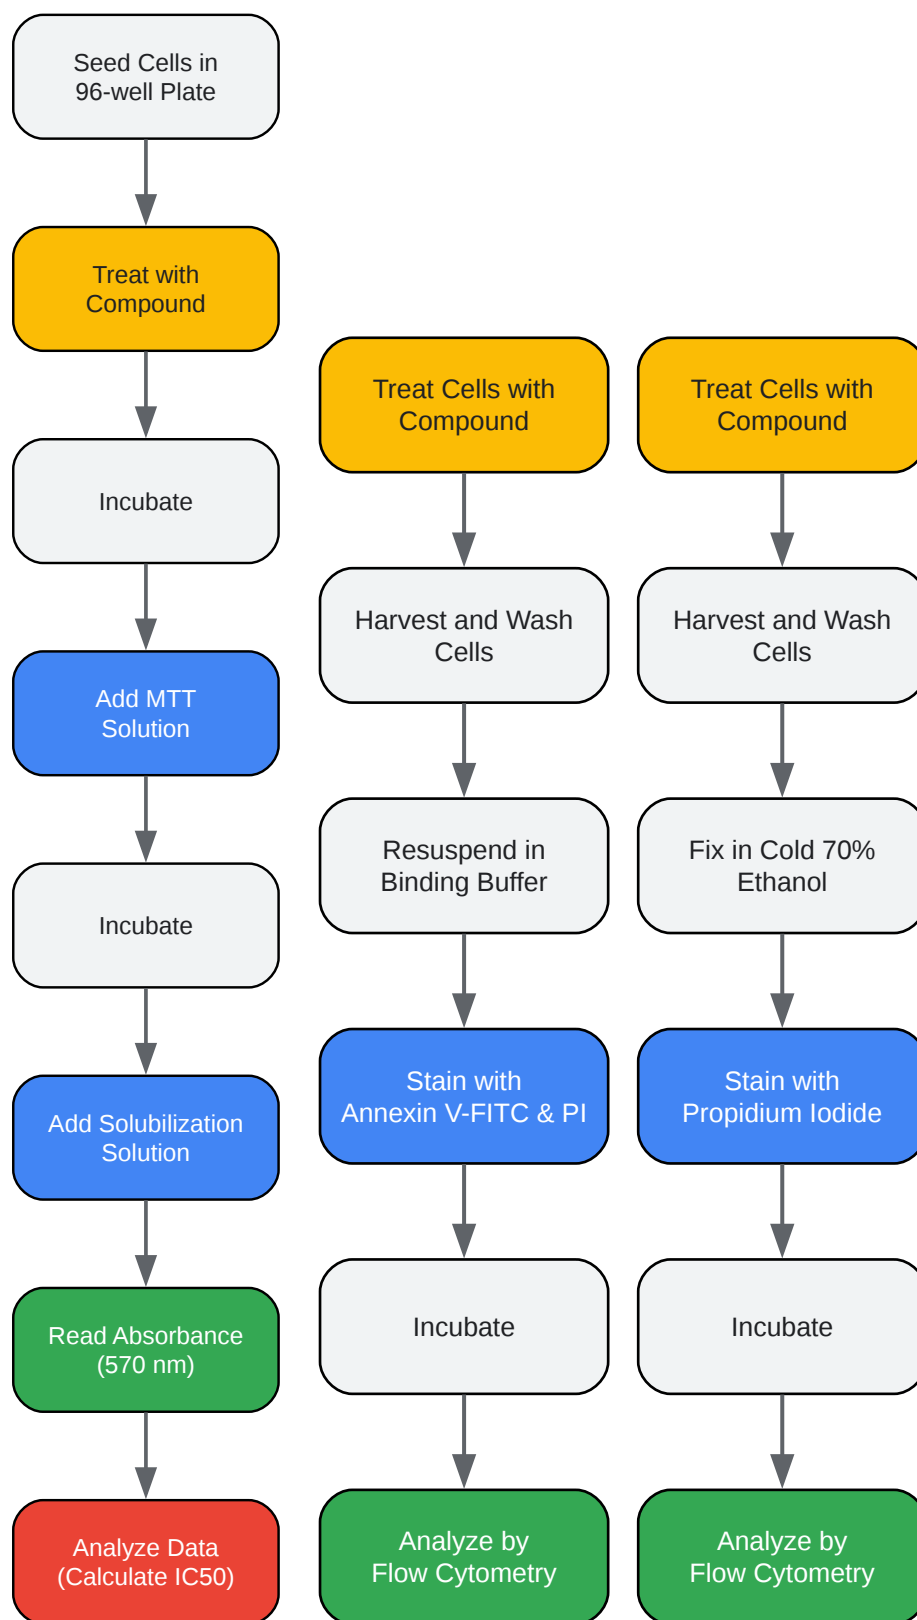 Seed Cells in
96-well Plate
Treat with
Compound
Incubate
Add MTT
Solution
Incubate
Add Solubilization
Solution
Read Absorbance
(570 nm)
Analyze Data
(Calculate IC50)
Treat Cells with
Compound
Harvest and Wash
Cells
Resuspend in
Binding Buffer
Stain with
Annexin V-FITC & PI
Incubate
Analyze by
Flow Cytometry
Treat Cells with
Compound
Harvest and Wash
Cells
Fix in Cold 70%
Ethanol
Stain with
Propidium Iodide
Incubate
Analyze by
Flow Cytometry